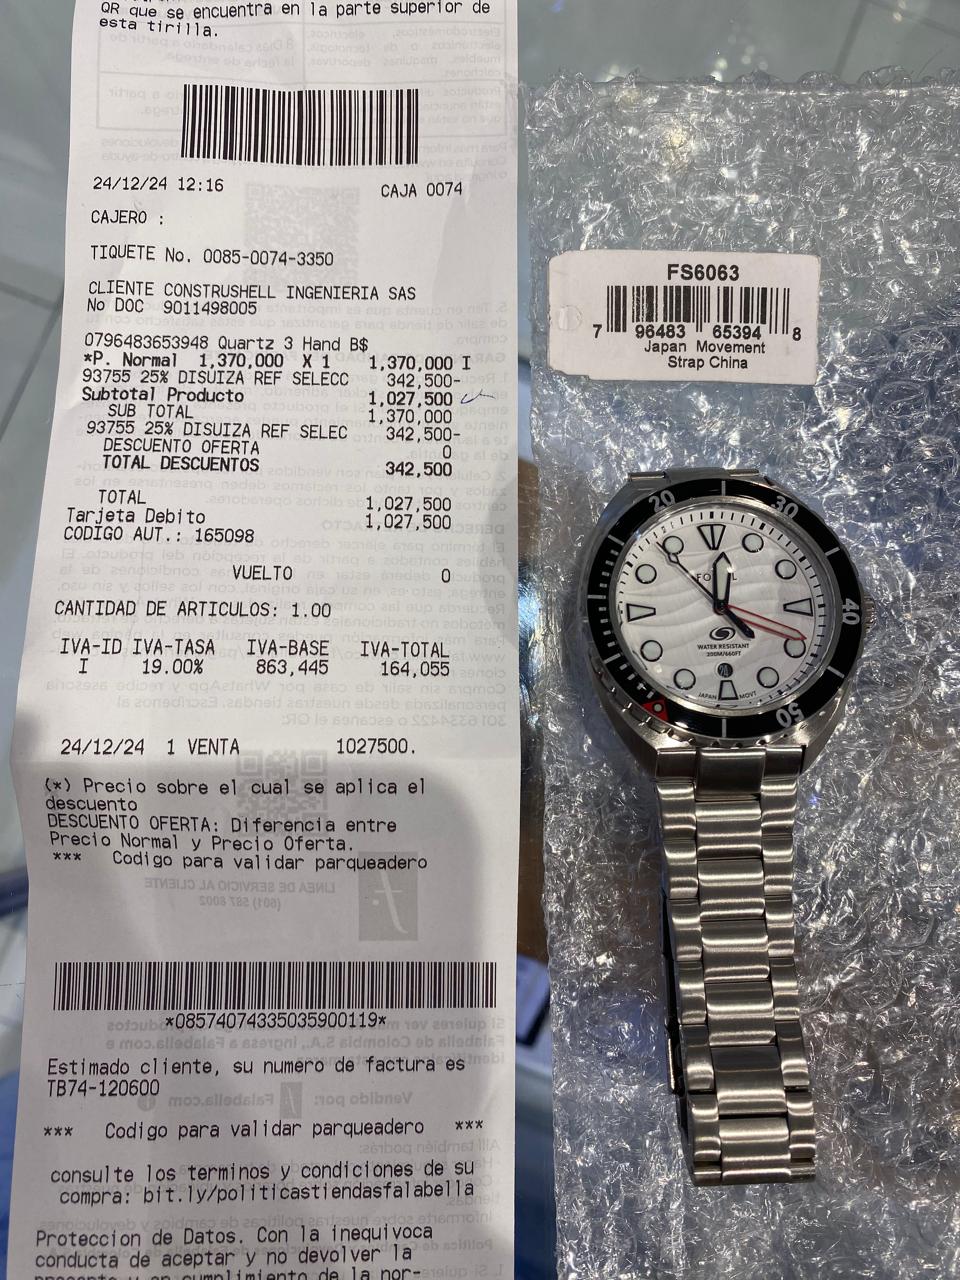 QR que se encuentra en la parte superior de
esta tirilla.
24/12/24 12:16 CAJA 0074
CAJERO :
TIQUETE No. 0085-0074-3350
CLIENTE CONSTRUSHELL INGENIERIA SAS
No DOC 9011498005
0796483653948 Quartz 3 Hand B$
*P. Normal 1,370,000 X 1 1,370,000 I
93755 25% DISUIZA REF SELECC 342,500-
Subtotal Producto 1,027,500
SUB TOTAL 1,370,000
93755 25% DISUIZA REF SELEC 342,500-
DESCUENTO OFERTA 0
TOTAL DESCUENTOS 342,500
TOTAL 1,027,500
Tarjeta Debito 1,027,500
CODIGO AUT.: 165098
VUELTO 0
CANTIDAD DE ARTICULOS: 1.00
IVA-ID IVA-TASA IVA-BASE IVA-TOTAL
I 19.00% 863,445 164,055
24/12/24 1 VENTA 1027500.
(*) Precio sobre el cual se aplica el
descuento
DESCUENTO OFERTA: Diferencia entre
Precio Normal y Precio Oferta.
*** Codigo para validar parqueadero
*08574074335035900119*
Estimado cliente, su numero de factura es
TB74-120600
*** Codigo para validar parqueadero ***
consulte los terminos y condiciones de su
compra: bit.ly/politicastiendasfalabella
Proteccion de Datos. Con la inequivoca
conducta de aceptar y no devolver la
FS6063
7 96483 65394 8
Japan Movement
Strap China
20 30 40 50
WATER RESISTANT
200M/660FT
JAPAN MOVT